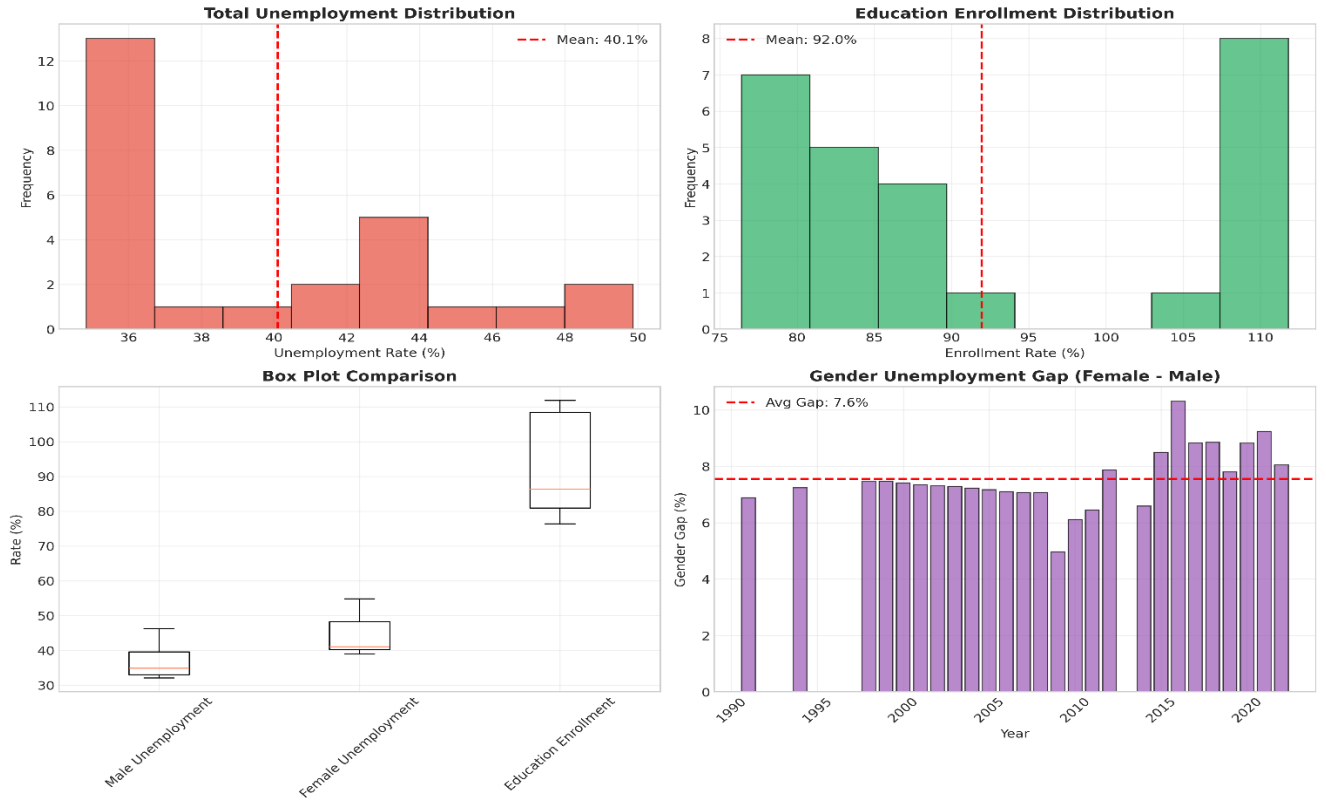 Total Unemployment Distribution
Mean: 40.1%
Frequency
12
10
8
6
4
2
0
36 38 40 42 44 46 48 50
Unemployment Rate (%)
Education Enrollment Distribution
Mean: 92.0%
Frequency
8
7
6
5
4
3
2
1
0
75 80 85 90 95 100 105 110
Enrollment Rate (%)
Box Plot Comparison
Rate (%)
110
100
90
80
70
60
50
40
30
Male Unemployment
Female Unemployment
Education Enrollment
Gender Unemployment Gap (Female - Male)
Avg Gap: 7.6%
Gender Gap (%)
10
8
6
4
2
0
1990 1995 2000 2005 2010 2015 2020
Year